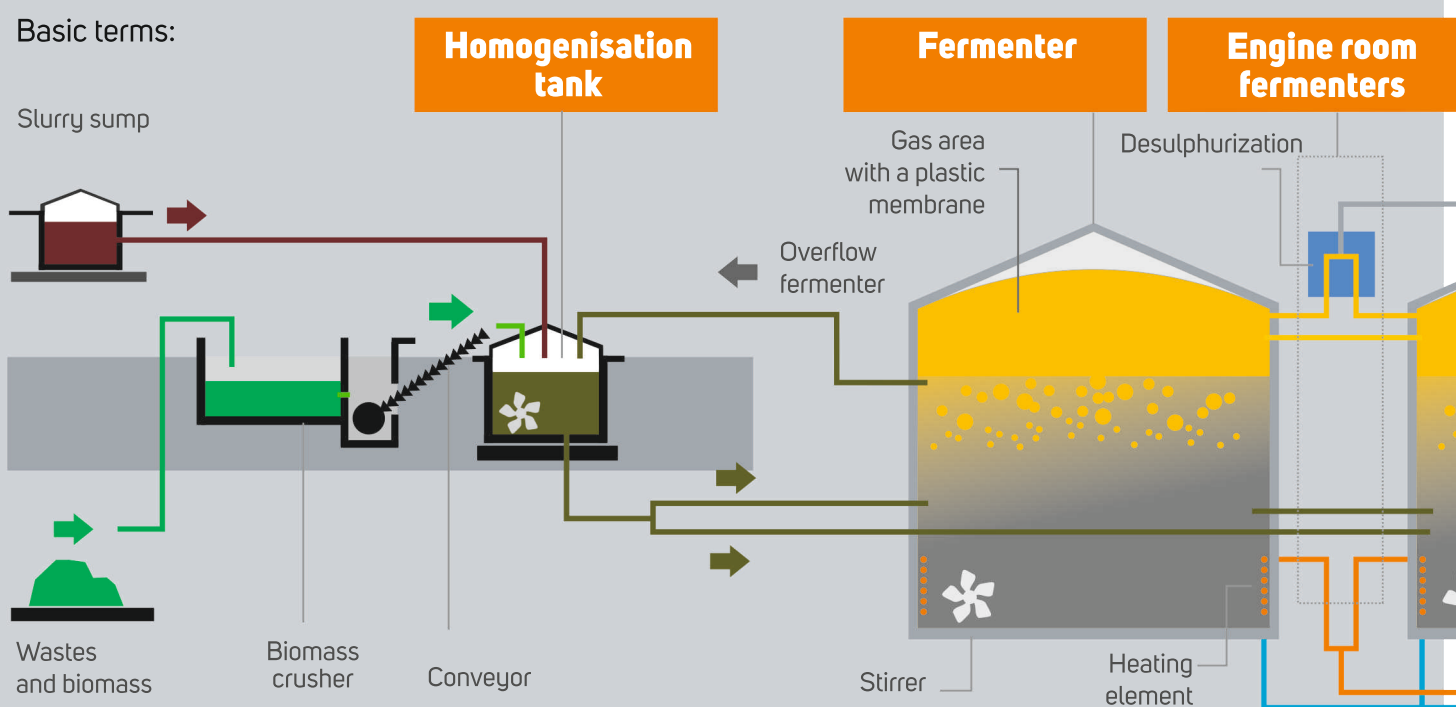 Basic terms:
Homogenisation
tank
Fermenter
Engine room
fermenters
Slurry sump
Gas area
with a plastic
membrane
Desulphurization
Overflow
fermenter
Wastes
and biomass
Biomass
crusher
Conveyor
Stirrer
Heating
element